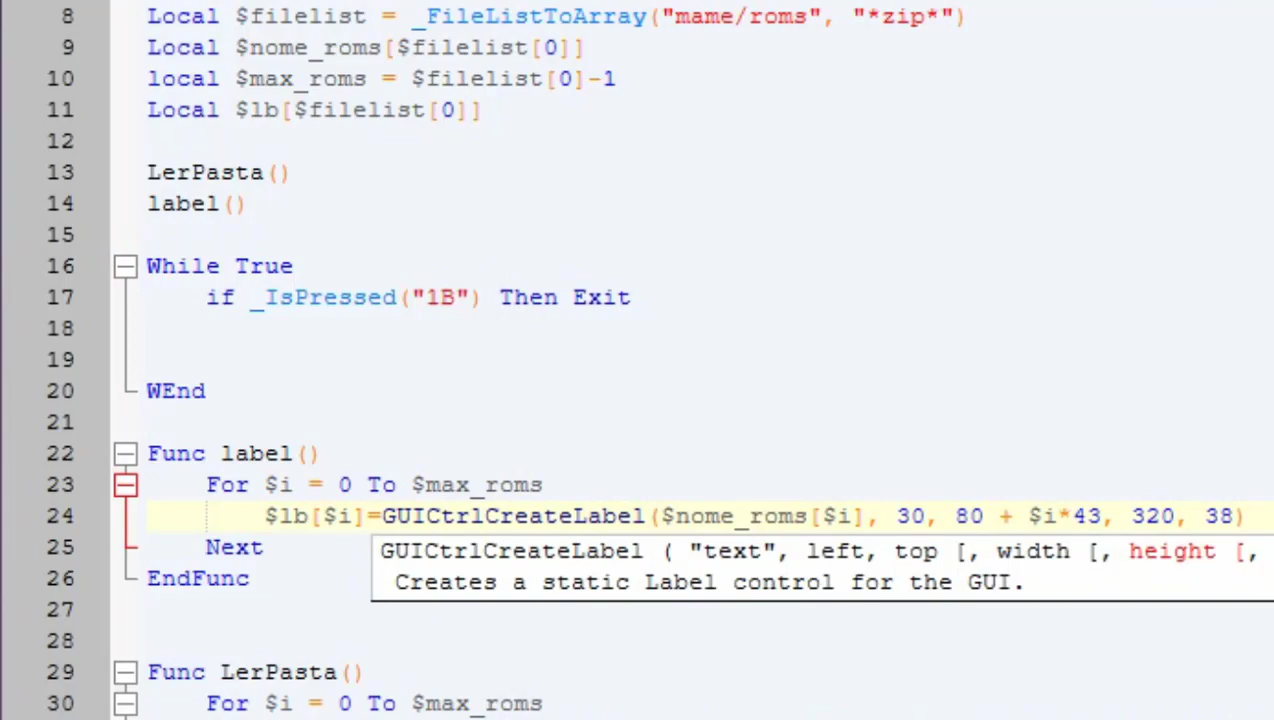 8 Local $filelist = _FileListToArray("mame/roms", "*zip*")
9 Local $nome_roms[$filelist[0]]
10 local $max_roms = $filelist[0]-1
11 Local $lb[$filelist[0]]
12
13 LerPasta()
14 label()
15
16 While True
17 if _IsPressed("1B") Then Exit
18
19
20 WEnd
21
22 Func label()
23 For $i = 0 To $max_roms
24 $lb[$i]=GUICtrlCreateLabel($nome_roms[$i], 30, 80 + $i*43, 320, 38)
25 Next
GUICtrlCreateLabel ( "text", left, top [, width [, height [,
26 EndFunc
Creates a static Label control for the GUI.
27
28
29 Func LerPasta()
30 For $i = 0 To $max_roms